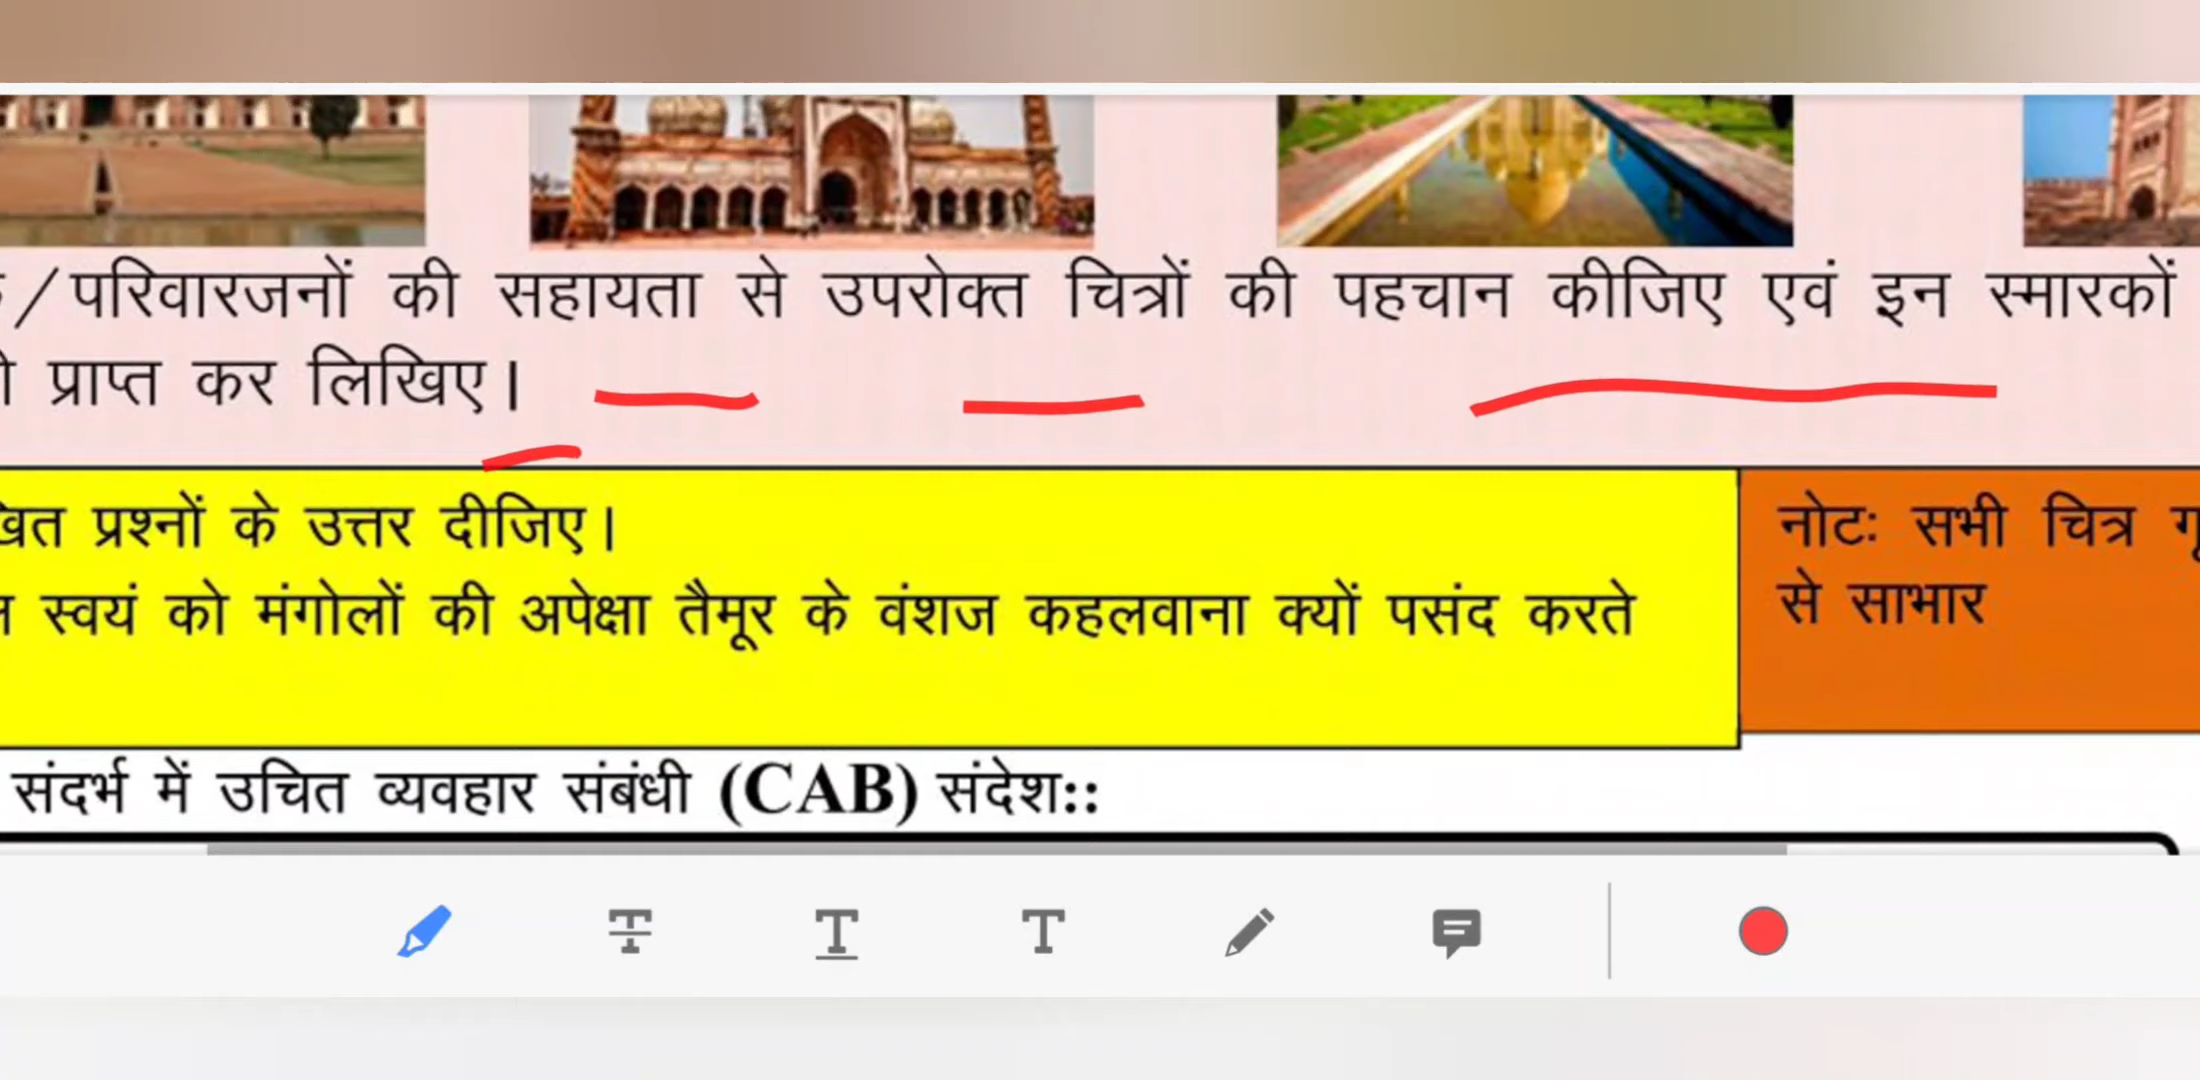 /परिवारजनों की सहायता से उपरोक्त चित्रों की पहचान कीजिए एवं इन स्मारकों
प्राप्त कर लिखिए।
प्रश्नों के उत्तर दीजिए।
स्वयं को मंगोलों की अपेक्षा तैमूर के वंशज कहलवाना क्यों पसंद करते
नोटः सभी चित्र
से साभार
संदर्भ में उचित व्यवहार संबंधी (CAB) संदेश::